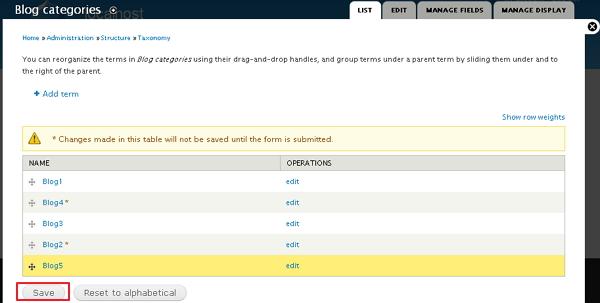 localhost
Blog categories
LIST EDIT MANAGE FIELDS MANAGE DISPLAY
Home » Administration » Structure » Taxonomy
You can reorganize the terms in Blog categories using their drag-and-drop handles, and group terms under a parent term by sliding them under and to
the right of the parent.
+ Add term
Show row weights
* Changes made in this table will not be saved until the form is submitted.
NAME OPERATIONS
Blog1 edit
Blog4 * edit
Blog3 edit
Blog2 * edit
Blog5 edit
Save Reset to alphabetical